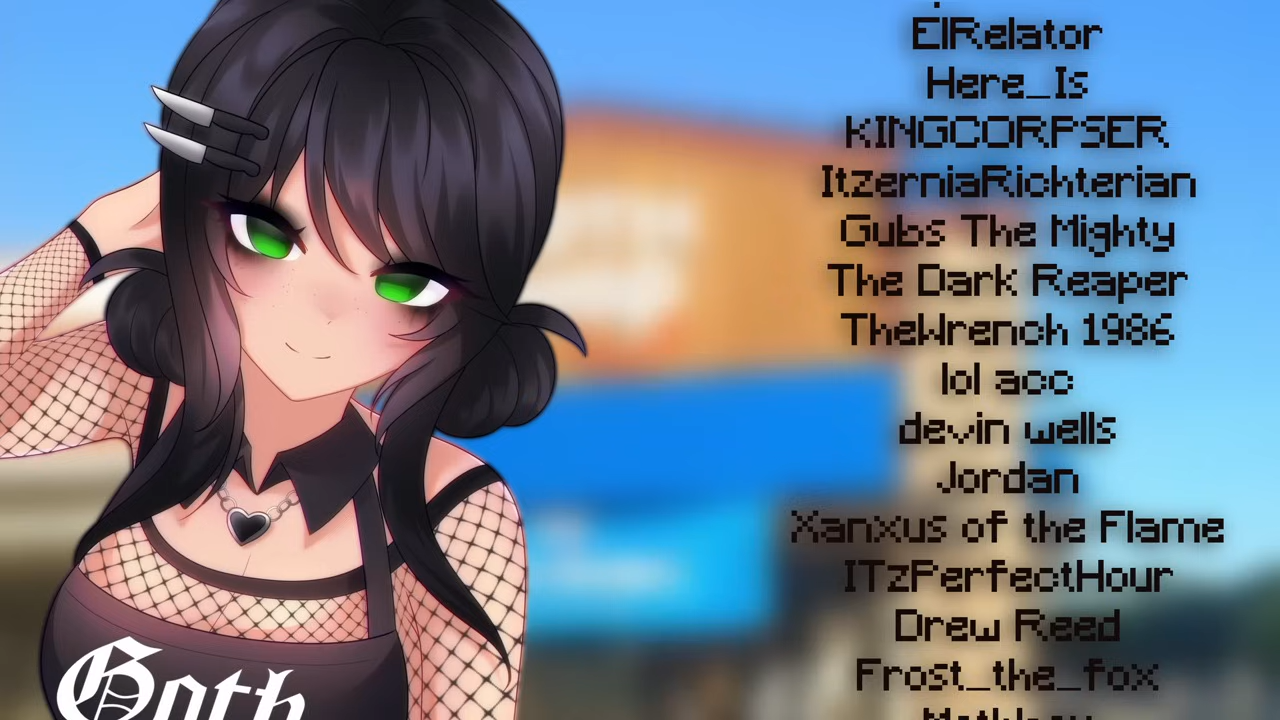 ElRelator
Here_Is
KINGCORPSER
ItzerniaRichterian
Gubs The Mighty
The Dark Reaper
TheWrench 1986
lol acc
devin wells
Jordan
Xanxus of the Flame
ITzPerfectHour
Drew Reed
Frost_the_fox
Goth